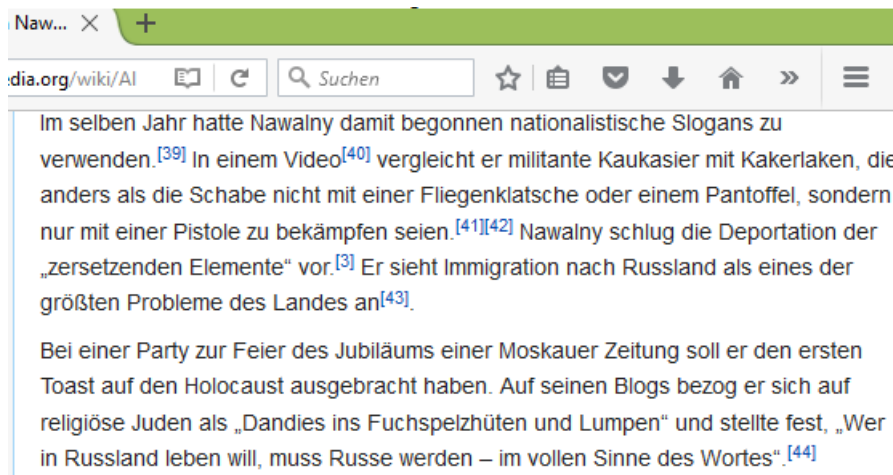 Naw...
dia.org/wiki/Al
Suchen
Im selben Jahr hatte Nawalny damit begonnen nationalistische Slogans zu
verwenden.[39] In einem Video[40] vergleicht er militante Kaukasier mit Kakerlaken, die
anders als die Schabe nicht mit einer Fliegenklatsche oder einem Pantoffel, sondern
nur mit einer Pistole zu bekämpfen seien.[41][42] Nawalny schlug die Deportation der
„zersetzenden Elemente“ vor.[3] Er sieht Immigration nach Russland als eines der
größten Probleme des Landes an[43].
Bei einer Party zur Feier des Jubiläums einer Moskauer Zeitung soll er den ersten
Toast auf den Holocaust ausgebracht haben. Auf seinen Blogs bezog er sich auf
religiöse Juden als „Dandies ins Fuchspelzhüten und Lumpen“ und stellte fest, „Wer
in Russland leben will, muss Russe werden – im vollen Sinne des Wortes“.[44]